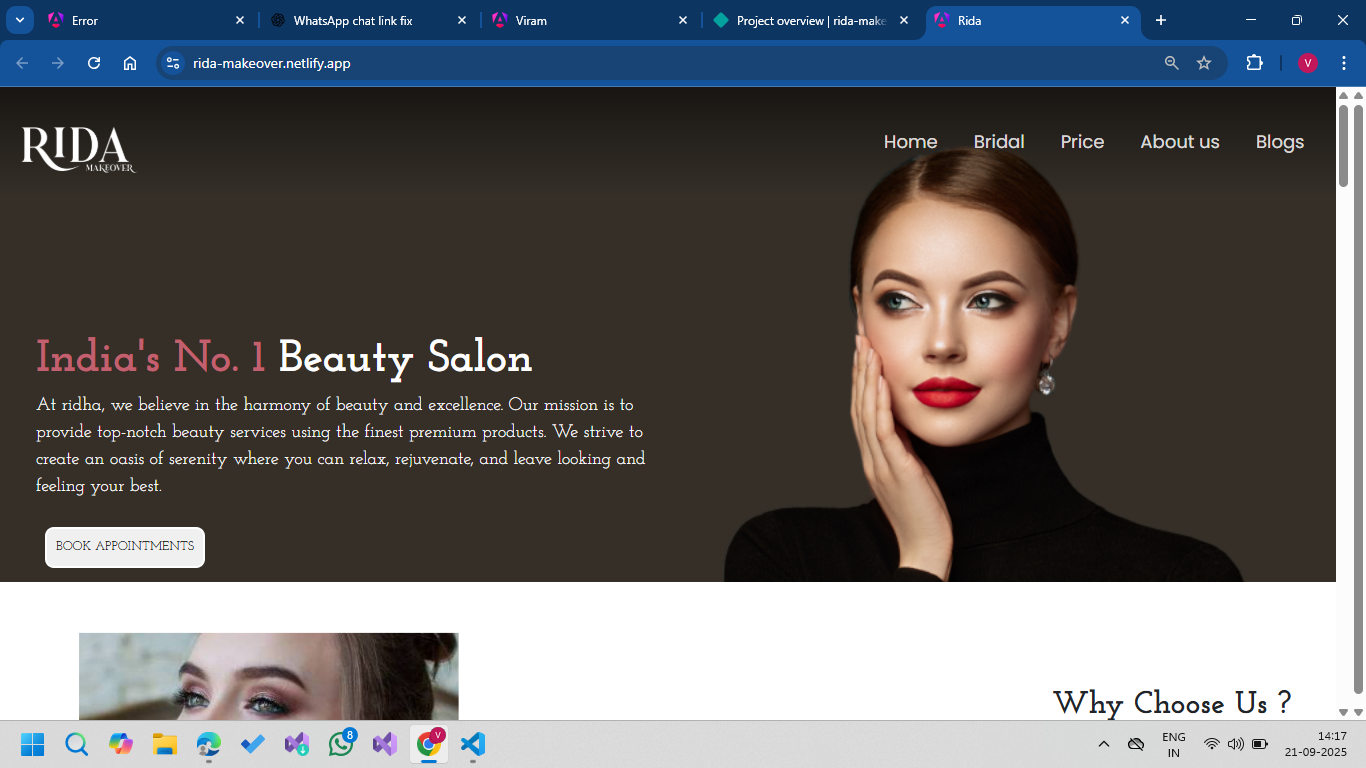 Error
WhatsApp chat link fix
Viram
Project overview | rida-make
Rida
rida-makeover.netlify.app
V
RIDA
MAKEOVER
Home Bridal Price About us Blogs
India's No. 1 Beauty Salon
At ridha, we believe in the harmony of beauty and excellence. Our mission is to
provide top-notch beauty services using the finest premium products. We strive to
create an oasis of serenity where you can relax, rejuvenate, and leave looking and
feeling your best.
BOOK APPOINTMENTS
Why Choose Us ?
8
V
ENG
IN
14:17
21-09-2025